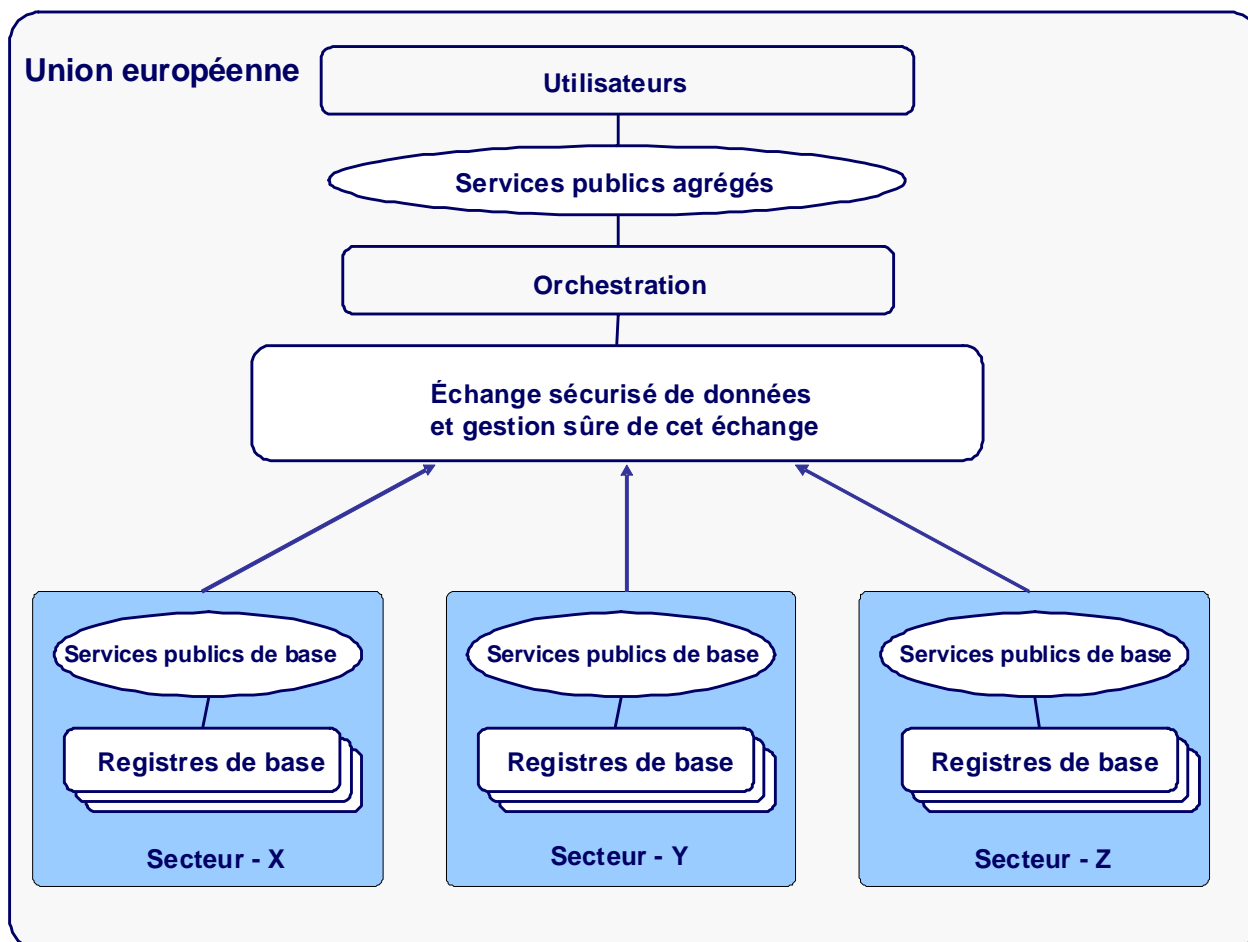 Union européenne
Utilisateurs
Services publics agrégés
Orchestration
Échange sécurisé de données
et gestion sûre de cet échange
Services publics de base
Services publics de base
Services publics de base
Registres de base
Registres de base
Registres de base
Secteur - X
Secteur - Y
Secteur - Z